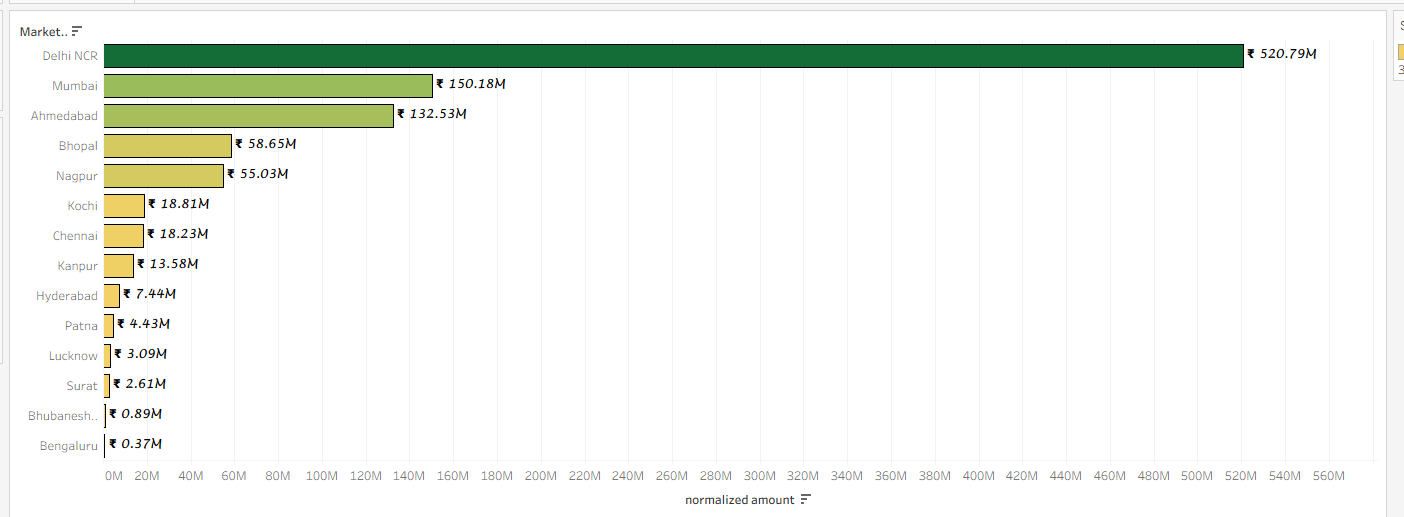 Market..
Delhi NCR ₹ 520.79M
Mumbai ₹ 150.18M
Ahmedabad ₹ 132.53M
Bhopal ₹ 58.65M
Nagpur ₹ 55.03M
Kochi ₹ 18.81M
Chennai ₹ 18.23M
Kanpur ₹ 13.58M
Hyderabad ₹ 7.44M
Patna ₹ 4.43M
Lucknow ₹ 3.09M
Surat ₹ 2.61M
Bhubanesh.. ₹ 0.89M
Bengaluru ₹ 0.37M
0M 20M 40M 60M 80M 100M 120M 140M 160M 180M 200M 220M 240M 260M 280M 300M 320M 340M 360M 380M 400M 420M 440M 460M 480M 500M 520M 540M 560M
normalized amount